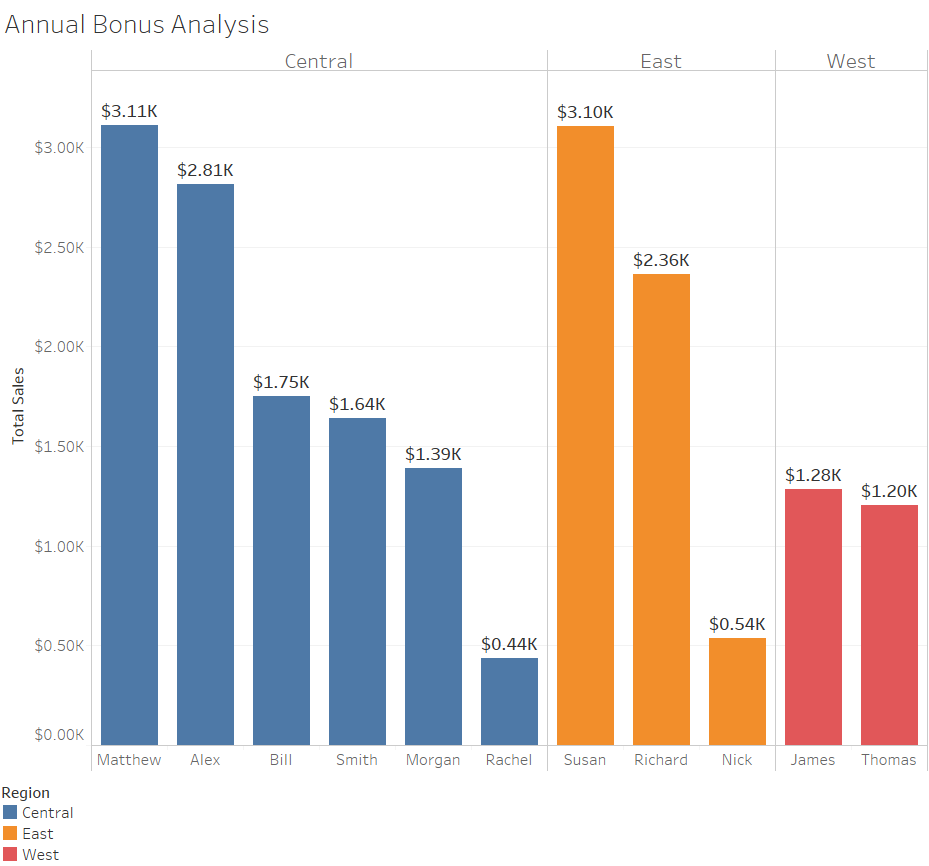 Annual Bonus Analysis
Central East West
$3.11K
$2.81K
$1.75K
$1.64K
$1.39K
$0.44K
$3.10K
$2.36K
$0.54K
$1.28K
$1.20K
Total Sales
$3.00K
$2.50K
$2.00K
$1.50K
$1.00K
$0.50K
$0.00K
Matthew Alex Bill Smith Morgan Rachel Susan Richard Nick James Thomas
Region
Central
East
West